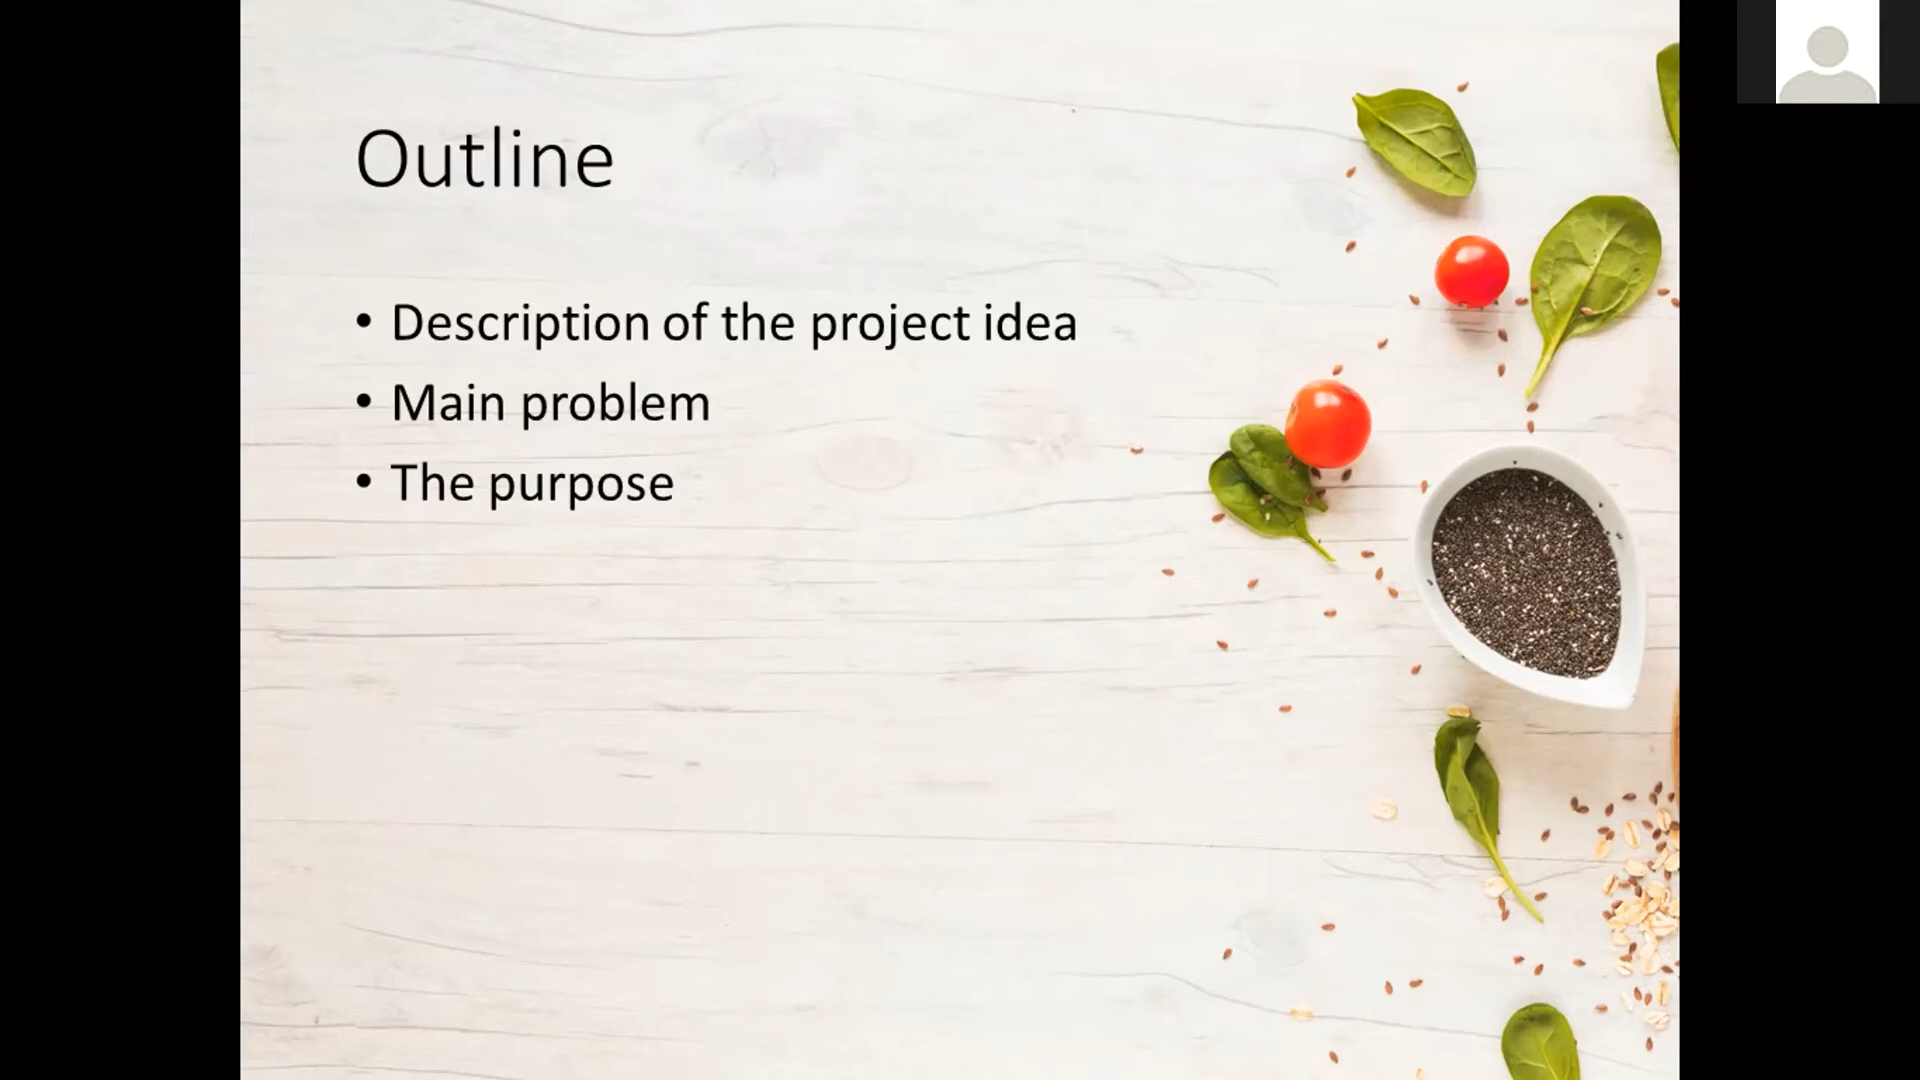 Outline
• Description of the project idea
• Main problem
• The purpose